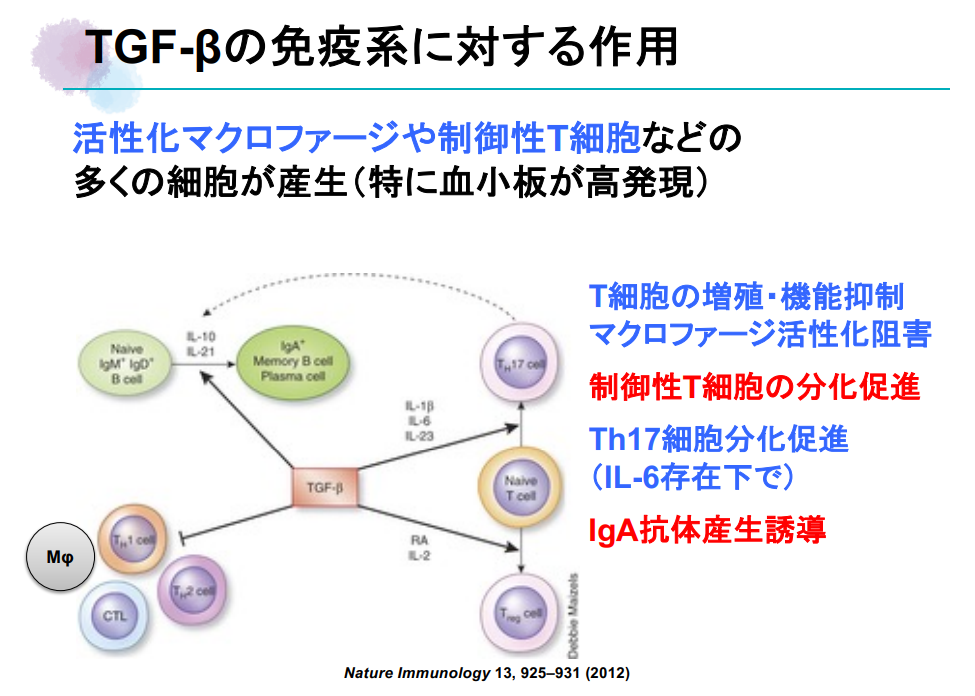 TGF-βの免疫系に対する作用
活性化マクロファージや制御性T細胞などの
多くの細胞が産生（特に血小板が高発現）
Naive
IgM⁺ IgD⁺
B cell
IL-10
IL-21
IgA⁺
Memory B cell
Plasma cell
TH17 cell
IL-1β
IL-6
IL-23
TGF-β
Naive
T cell
RA
IL-2
TH1 cell
Mφ
TH2 cell
CTL
Treg cell
Debbie Maizels
T細胞の増殖・機能抑制
マクロファージ活性化阻害
制御性T細胞の分化促進
Th17細胞分化促進
（IL-6存在下で）
IgA抗体産生誘導
Nature Immunology 13, 925–931 (2012)